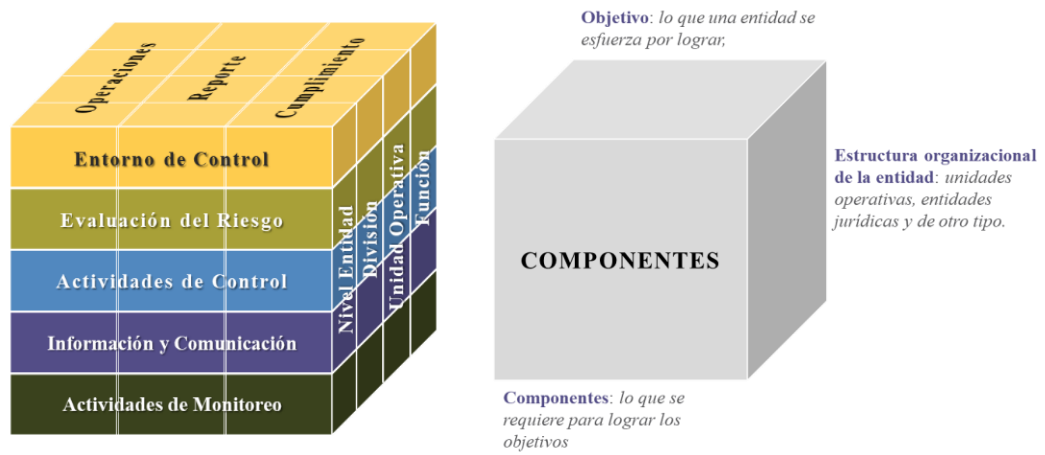 Operaciones
Reporte
Cumplimiento
Entorno de Control
Evaluación del Riesgo
Actividades de Control
Información y Comunicación
Actividades de Monitoreo
Nivel Entidad
División
Unidad Operativa
Función
Objetivo: lo que una entidad se
esfuerza por lograr,
COMPONENTES
Estructura organizacional
de la entidad: unidades
operativas, entidades
jurídicas y de otro tipo.
Componentes: lo que se
requiere para lograr los
objetivos